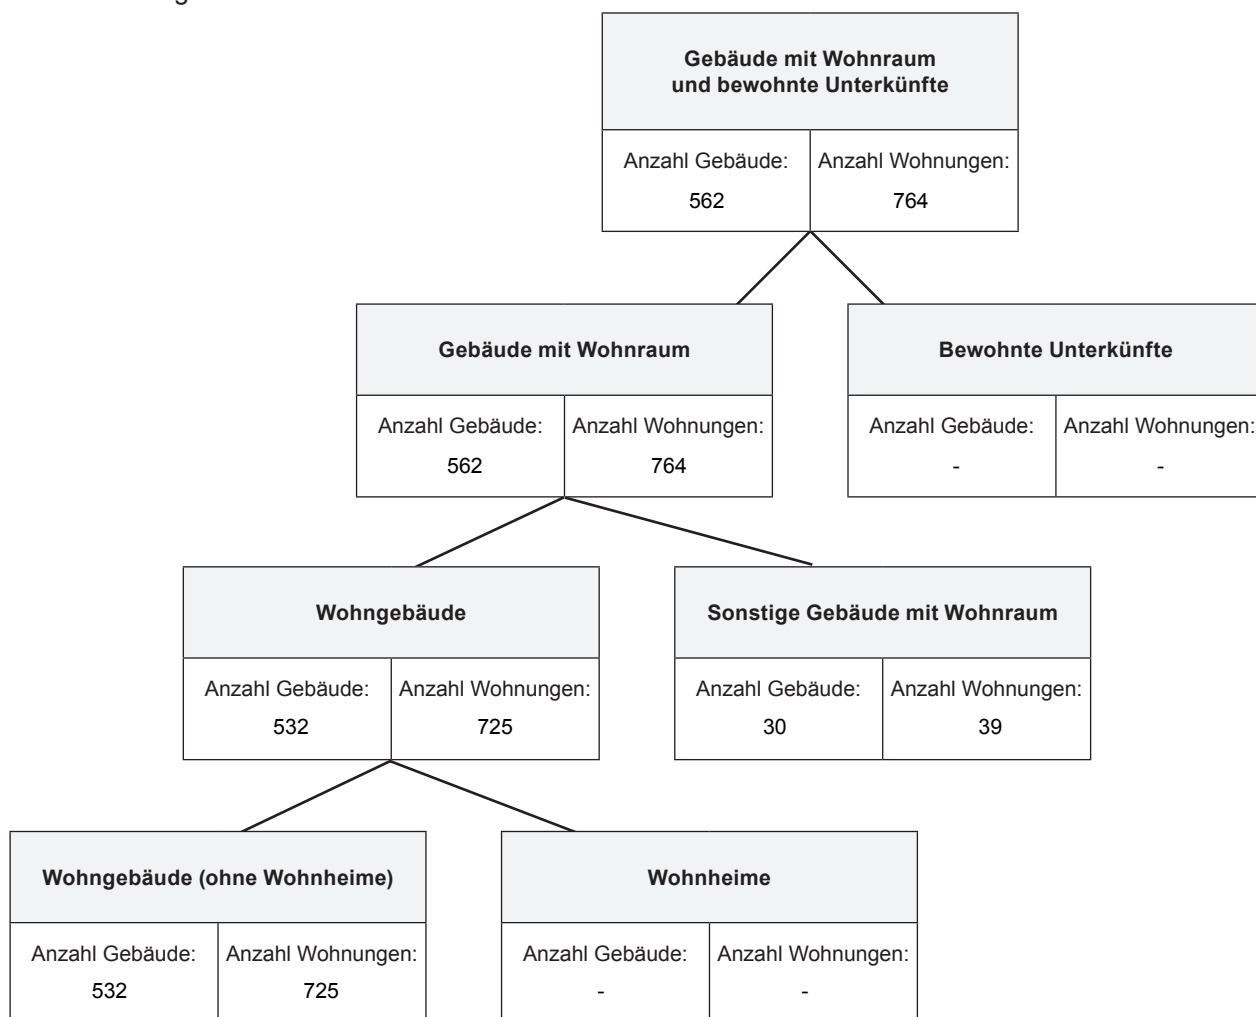 Gebäude mit Wohnraum
und bewohnte Unterkünfte
Anzahl Gebäude: Anzahl Wohnungen:
562 764
Gebäude mit Wohnraum
Anzahl Gebäude: Anzahl Wohnungen:
562 764
Bewohnte Unterkünfte
Anzahl Gebäude: Anzahl Wohnungen:
- -
Wohngebäude
Anzahl Gebäude: Anzahl Wohnungen:
532 725
Sonstige Gebäude mit Wohnraum
Anzahl Gebäude: Anzahl Wohnungen:
30 39
Wohngebäude (ohne Wohnheime)
Anzahl Gebäude: Anzahl Wohnungen:
532 725
Wohnheime
Anzahl Gebäude: Anzahl Wohnungen:
- -